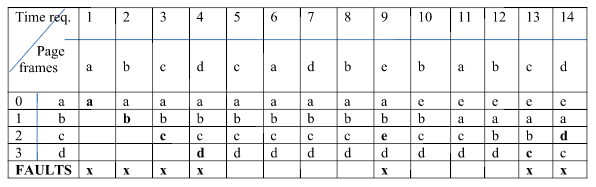 Time req. 1 2 3 4 5 6 7 8 9 10 11 12 13 14
Page
frames a b c d c a d b e b a b c d
0 a a a a a a a a a a e e e e e
1 b b b b b b b b b b b a a a a
2 c c c c c c c e c c b b d
3 d d d d d d d d d d c c
FAULTS x x x x x x x